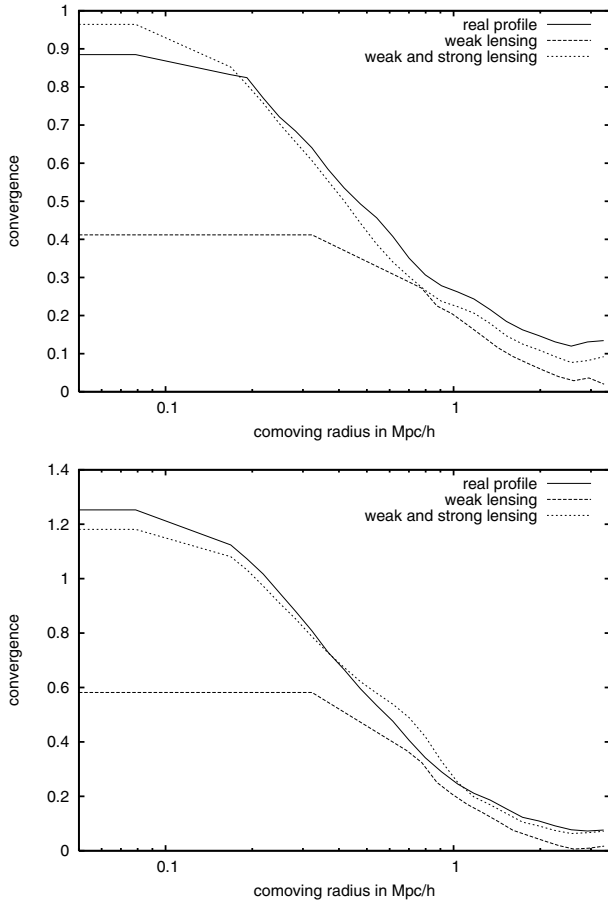 1
0.9
0.8
0.7
0.6
0.5
0.4
0.3
0.2
0.1
0
convergence
real profile
weak lensing
weak and strong lensing
0.1
1
comoving radius in Mpc/h
1.4
1.2
1
0.8
0.6
0.4
0.2
0
convergence
real profile
weak lensing
weak and strong lensing
0.1
1
comoving radius in Mpc/h